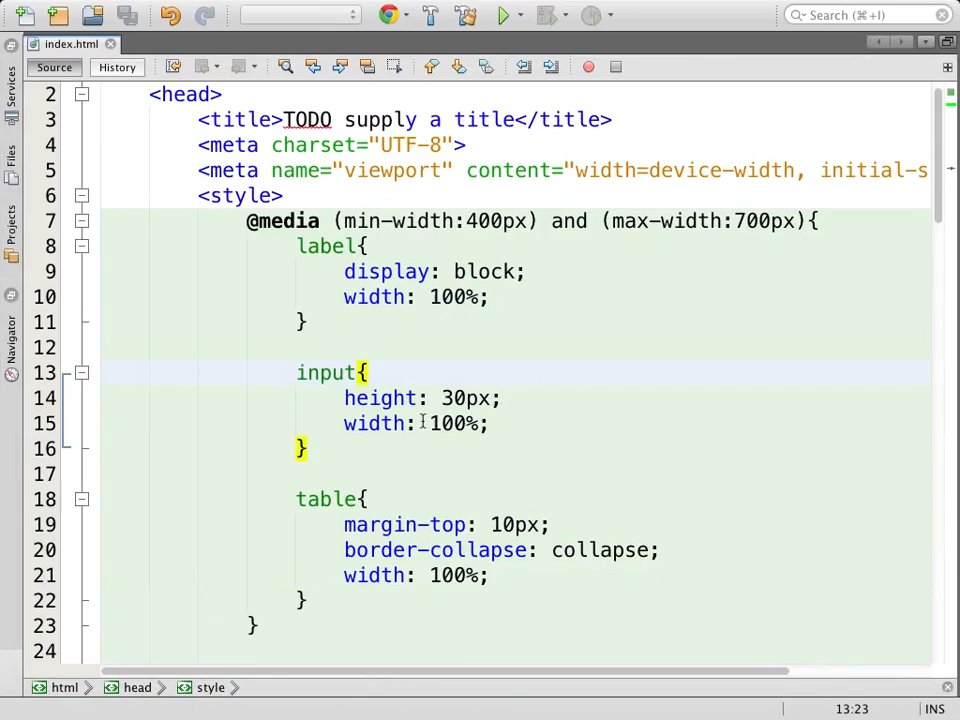 Search (⌘+I)
index.html
Source History
Services
Files
Projects
Navigator
2 <head>
3 <title>TODO supply a title</title>
4 <meta charset="UTF-8">
5 <meta name="viewport" content="width=device-width, initial-s
6 <style>
7 @media (min-width:400px) and (max-width:700px){
8 label{
9 display: block;
10 width: 100%;
11 }
12
13 input{
14 height: 30px;
15 width: 100%;
16 }
17
18 table{
19 margin-top: 10px;
20 border-collapse: collapse;
21 width: 100%;
22 }
23 }
24
html head style
13:23 INS